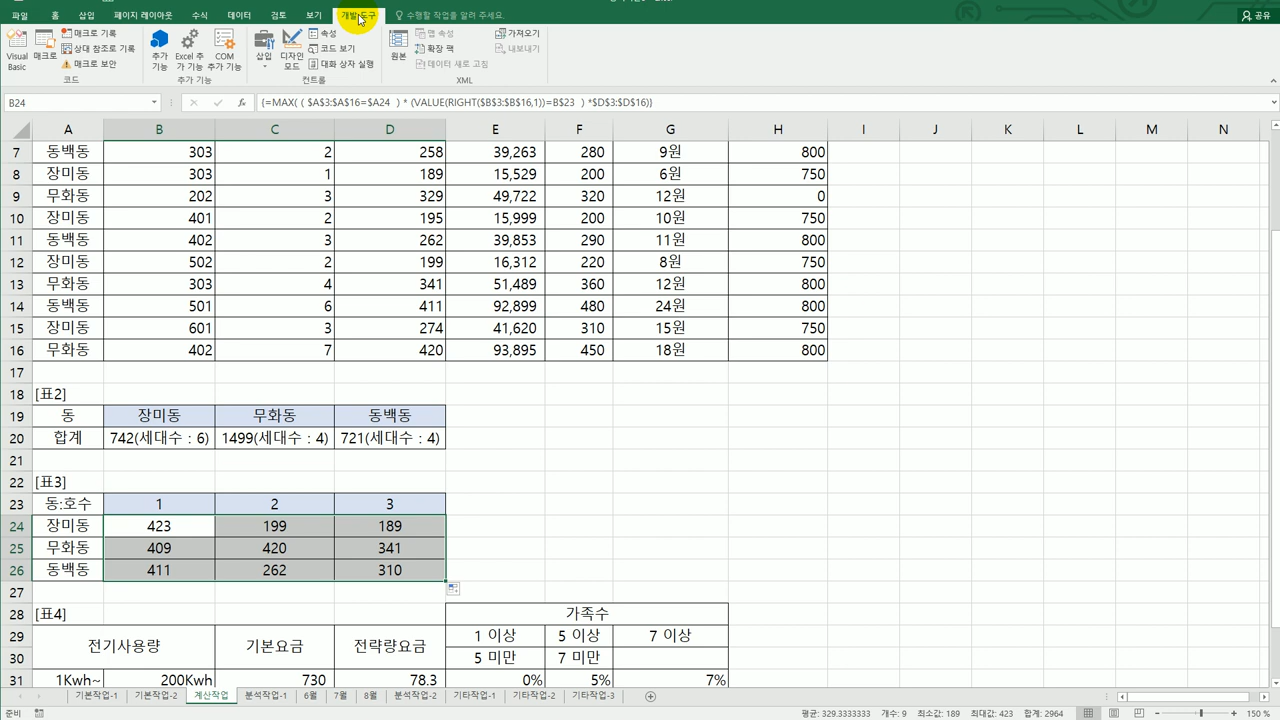 파일 홈 삽입 페이지 레이아웃 수식 데이터 검토 보기 개발 도구 수행할 작업을 알려 주세요. 공유
Visual Basic 매크로 매크로 기록 상대 참조로 기록 매크로 보안
추가 기능 Excel 추가 기능 COM 추가 기능
삽입 디자인 모드 속성 코드 보기 대화 상자 실행
원본 맵 속성 확장 팩 데이터 새로 고침 가져오기 내보내기
코드 추가 기능 컨트롤 XML
B24 fx {=MAX( ( $A$3:$A$16=$A24 ) * (VALUE(RIGHT($B$3:$B$16,1))=B$23 ) *$D$3:$D$16)}
A B C D E F G H I J K L M N
7 동백동 303 2 258 39,263 280 9원 800
8 장미동 303 1 189 15,529 200 6원 750
9 무화동 202 3 329 49,722 320 12원 0
10 장미동 401 2 195 15,999 200 10원 750
11 동백동 402 3 262 39,853 290 11원 800
12 장미동 502 2 199 16,312 220 8원 750
13 무화동 303 4 341 51,489 360 12원 800
14 동백동 501 6 411 92,899 480 24원 800
15 장미동 601 3 274 41,620 310 15원 750
16 무화동 402 7 420 93,895 450 18원 800
17
18 [표2]
19 동 장미동 무화동 동백동
20 합계 742(세대수 : 6) 1499(세대수 : 4) 721(세대수 : 4)
21
22 [표3]
23 동:호수 1 2 3
24 장미동 423 199 189
25 무화동 409 420 341
26 동백동 411 262 310
27
28 [표4] 가족수
29 전기사용량 기본요금 전략량요금 1 이상 5 이상 7 이상
30 5 미만 7 미만
31 1Kwh~ 200Kwh 730 78.3 0% 5% 7%
기본작업-1 기본작업-2 계산작업 분석작업-1 6월 7월 8월 분석작업-2 기타작업-1 기타작업-2 기타작업-3
준비 평균: 329.3333333 개수: 9 최소값: 189 최대값: 423 합계: 2964 150 %